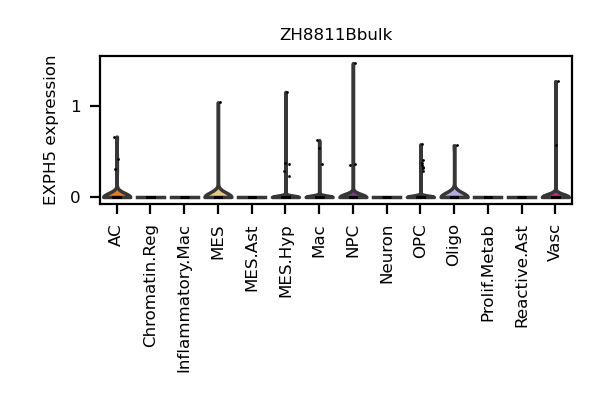 ZH8811Bbulk
EXPH5 expression
1
0
AC
Chromatin.Reg
Inflammatory.Mac
MES
MES.Ast
MES.Hyp
Mac
NPC
Neuron
OPC
Oligo
Prolif.Metab
Reactive.Ast
Vasc